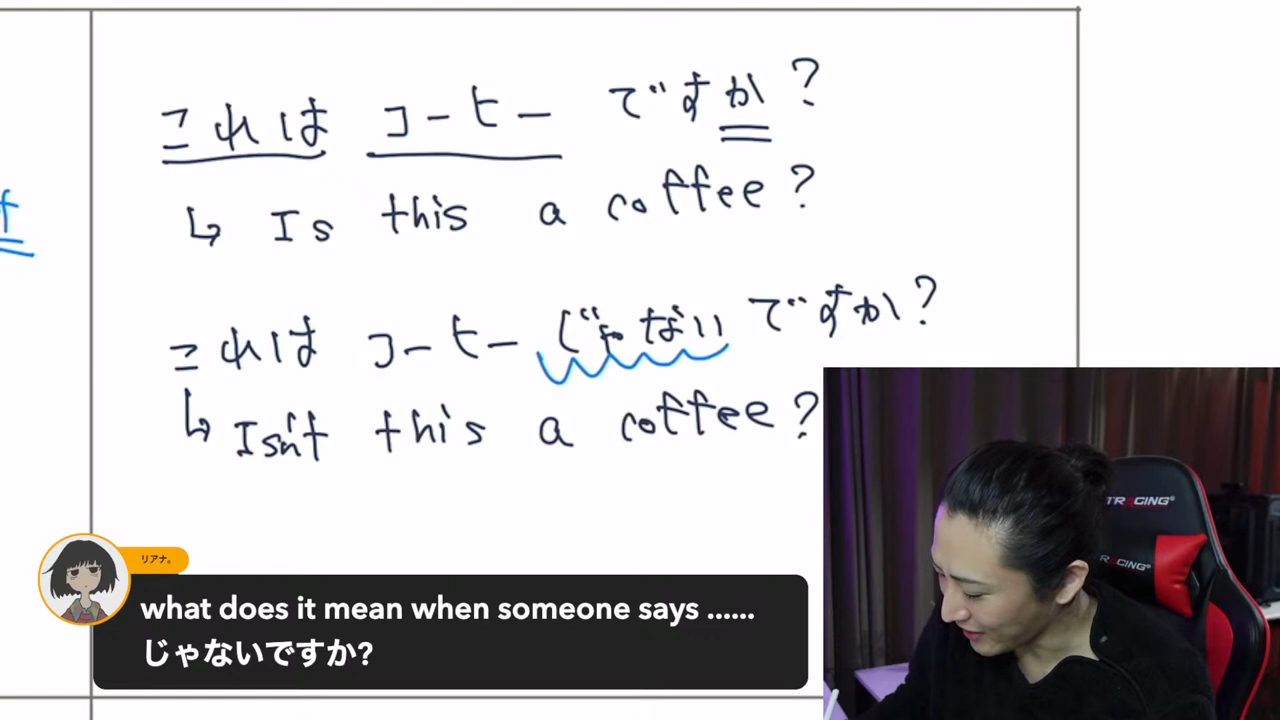 これは コーヒー ですか?
↳ Is this a coffee?
これは コーヒー じゃない ですか?
↳ Isn't this a coffee?
リアナ。
what does it mean when someone says ......
じゃないですか?
TRACING
RACING